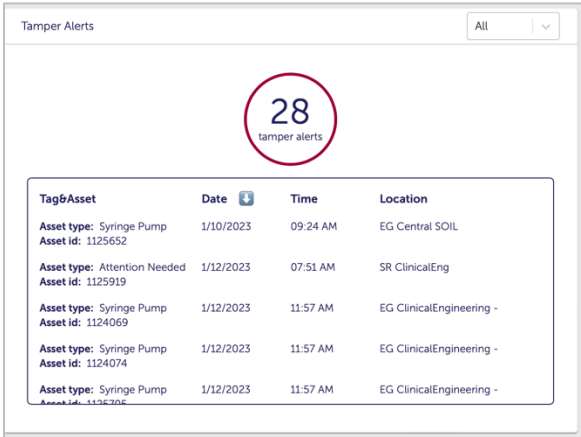 Tamper Alerts
All
28
tamper alerts
Tag&Asset Date Time Location
Asset type: Syringe Pump 1/10/2023 09:24 AM EG Central SOIL
Asset id: 1125652
Asset type: Attention Needed 1/12/2023 07:51 AM SR ClinicalEng
Asset id: 1125919
Asset type: Syringe Pump 1/12/2023 11:57 AM EG ClinicalEngineering -
Asset id: 1124069
Asset type: Syringe Pump 1/12/2023 11:57 AM EG ClinicalEngineering -
Asset id: 1124074
Asset type: Syringe Pump 1/12/2023 11:57 AM EG ClinicalEngineering -
Asset id: